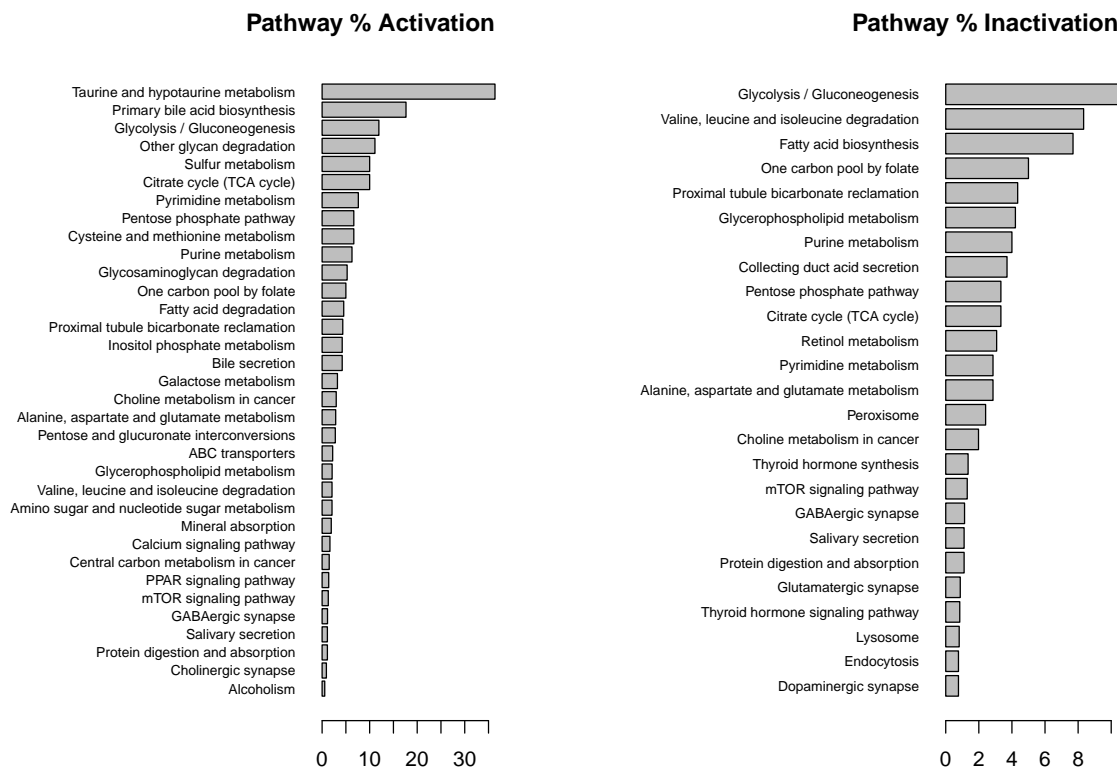 Pathway % Activation
Taurine and hypotaurine metabolism
Primary bile acid biosynthesis
Glycolysis / Gluconeogenesis
Other glycan degradation
Sulfur metabolism
Citrate cycle (TCA cycle)
Pyrimidine metabolism
Pentose phosphate pathway
Cysteine and methionine metabolism
Purine metabolism
Glycosaminoglycan degradation
One carbon pool by folate
Fatty acid degradation
Proximal tubule bicarbonate reclamation
Inositol phosphate metabolism
Bile secretion
Galactose metabolism
Choline metabolism in cancer
Alanine, aspartate and glutamate metabolism
Pentose and glucuronate interconversions
ABC transporters
Glycerophospholipid metabolism
Valine, leucine and isoleucine degradation
Amino sugar and nucleotide sugar metabolism
Mineral absorption
Calcium signaling pathway
Central carbon metabolism in cancer
PPAR signaling pathway
mTOR signaling pathway
GABAergic synapse
Salivary secretion
Protein digestion and absorption
Cholinergic synapse
Alcoholism
0 10 20 30
Pathway % Inactivation
Glycolysis / Gluconeogenesis
Valine, leucine and isoleucine degradation
Fatty acid biosynthesis
One carbon pool by folate
Proximal tubule bicarbonate reclamation
Glycerophospholipid metabolism
Purine metabolism
Collecting duct acid secretion
Pentose phosphate pathway
Citrate cycle (TCA cycle)
Retinol metabolism
Pyrimidine metabolism
Alanine, aspartate and glutamate metabolism
Peroxisome
Choline metabolism in cancer
Thyroid hormone synthesis
mTOR signaling pathway
GABAergic synapse
Salivary secretion
Protein digestion and absorption
Glutamatergic synapse
Thyroid hormone signaling pathway
Lysosome
Endocytosis
Dopaminergic synapse
0 2 4 6 8